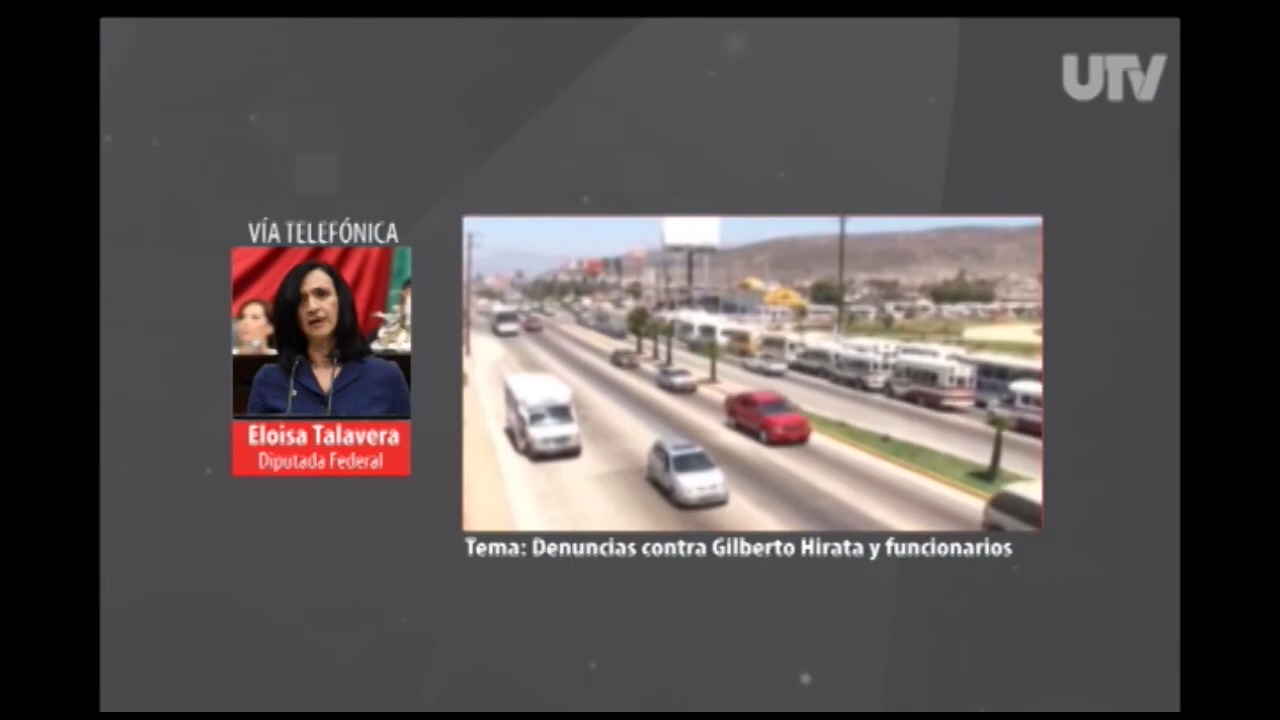 UTV
VÍA TELEFÓNICA
Eloisa Talavera
Diputada Federal
Tema: Denuncias contra Gilberto Hirata y funcionarios